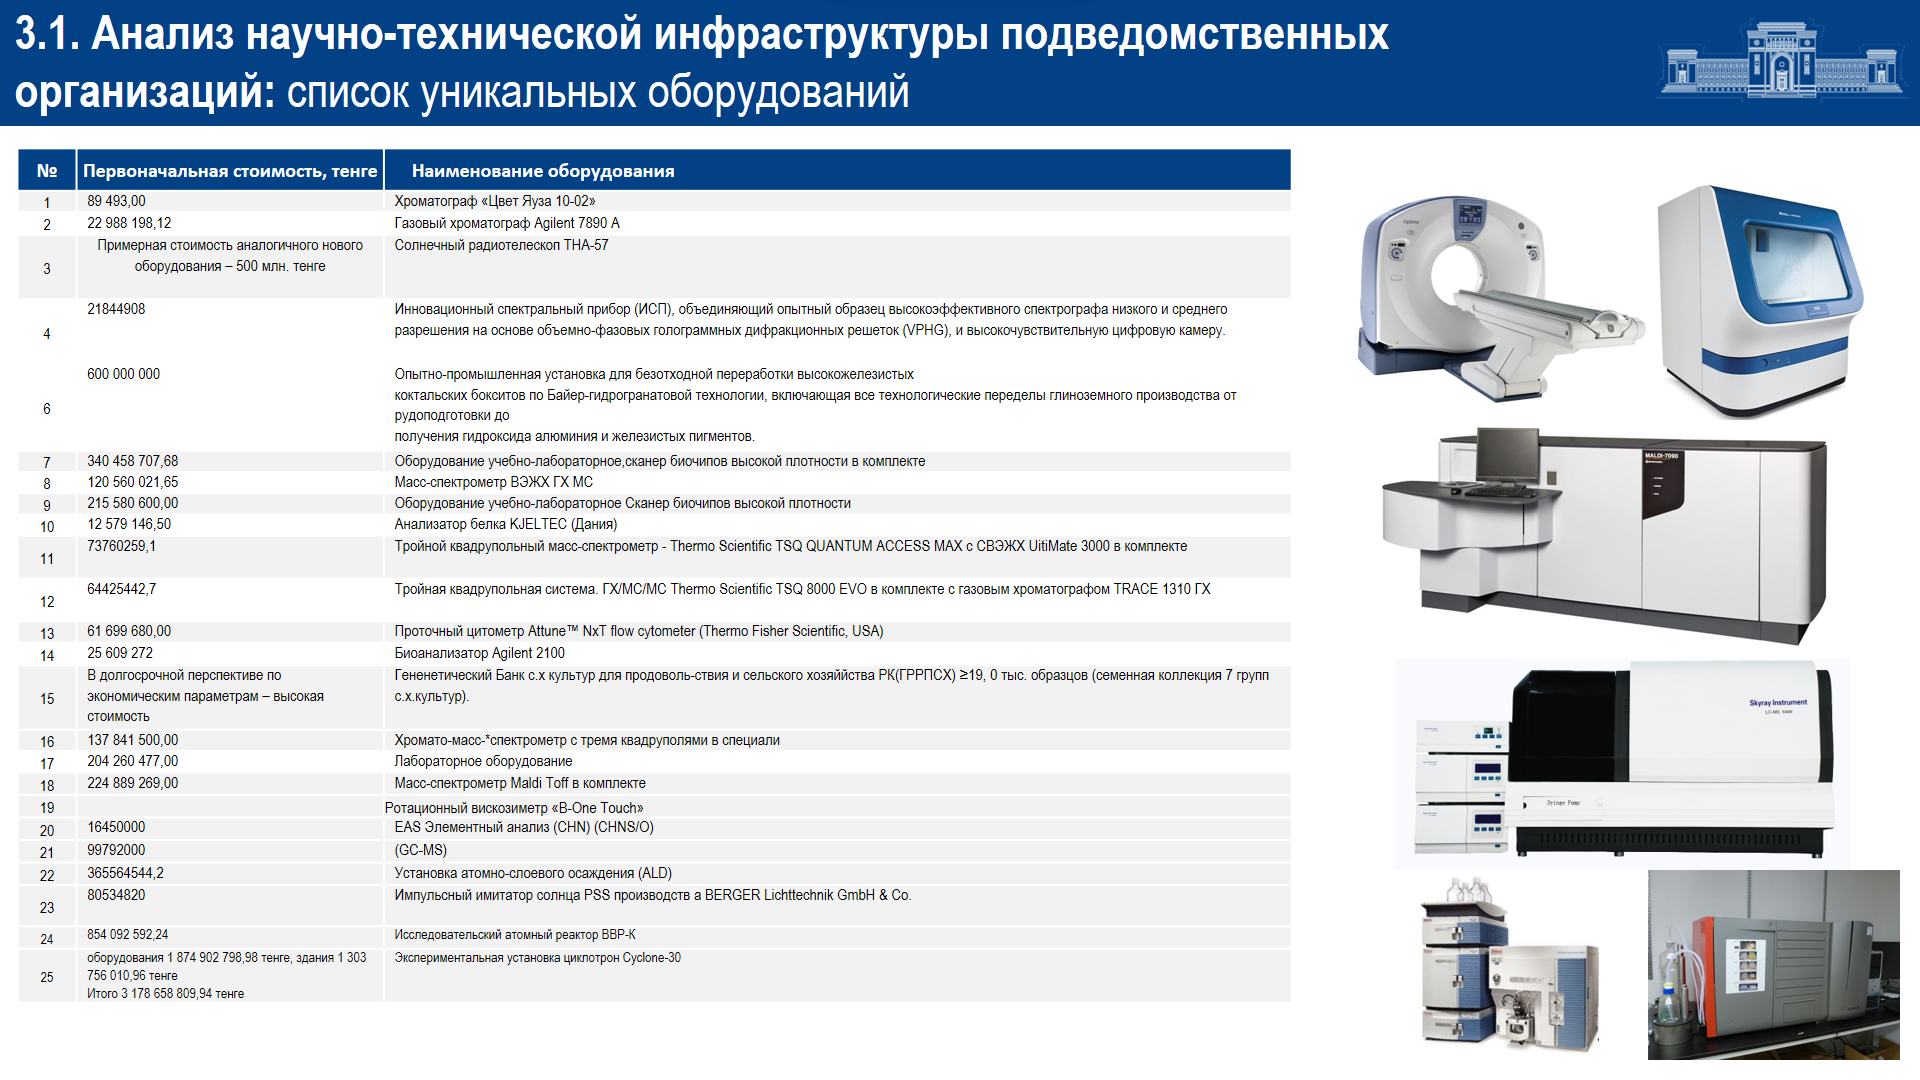 3.1. Анализ научно-технической инфраструктуры подведомственных
организаций: список уникальных оборудований
№ Первоначальная стоимость, тенге Наименование оборудования
1 89 493,00 Хроматограф «Цвет Яуза 10-02»
2 22 988 198,12 Газовый хроматограф Agilent 7890 А
3 Примерная стоимость аналогичного нового Солнечный радиотелескоп ТНА-57
оборудования – 500 млн. тенге
4 21844908 Инновационный спектральный прибор (ИСП), объединяющий опытный образец высокоэффективного спектрографа низкого и среднего
разрешения на основе объемно-фазовых голограммных дифракционных решеток (VPHG), и высокочувствительную цифровую камеру.
6 600 000 000 Опытно-промышленная установка для безотходной переработки высокожелезистых
коктальских бокситов по Байер-гидрогранатовой технологии, включающая все технологические переделы глиноземного производства от
рудоподготовки до
получения гидроксида алюминия и железистых пигментов.
7 340 458 707,68 Оборудование учебно-лабораторное,сканер биочипов высокой плотности в комплекте
8 120 560 021,65 Масс-спектрометр ВЭЖХ ГХ МС
9 215 580 600,00 Оборудование учебно-лабораторное Сканер биочипов высокой плотности
10 12 579 146,50 Анализатор белка KJELTEC (Дания)
11 73760259,1 Тройной квадрупольный масс-спектрометр - Thermo Scientific TSQ QUANTUM ACCESS MAX с СВЭЖХ UitiMate 3000 в комплекте
12 64425442,7 Тройная квадрупольная система. ГХ/МС/МС Thermo Scientific TSQ 8000 EVO в комплекте с газовым хроматографом TRACE 1310 ГХ
13 61 699 680,00 Проточный цитометр Attune™ NxT flow cytometer (Thermo Fisher Scientific, USA)
14 25 609 272 Биоанализатор Agilent 2100
15 В долгосрочной перспективе по Гененетический Банк с.х культур для продоволь-ствия и сельского хозяййства РК(ГРРПСХ) ≥19, 0 тыс. образцов (семенная коллекция 7 групп
экономическим параметрам – высокая с.х.культур).
стоимость
16 137 841 500,00 Хромато-масс-*спектрометр с тремя квадруполями в специали
17 204 260 477,00 Лабораторное оборудование
18 224 889 269,00 Масс-спектрометр Maldi Toff в комплекте
19 Ротационный вискозиметр «B-One Touch»
20 16450000 EAS Элементный анализ (CHN) (CHNS/O)
21 99792000 (GC-MS)
22 365564544,2 Установка атомно-слоевого осаждения (ALD)
23 80534820 Импульсный имитатор солнца PSS производств а BERGER Lichttechnik GmbH & Co.
24 854 092 592,24 Исследовательский атомный реактор ВВР-К
25 оборудования 1 874 902 798,98 тенге, здания 1 303 Экспериментальная установка циклотрон Cyclone-30
756 010,96 тенге
Итого 3 178 658 809,94 тенге
Optima
MALDI-7090
Skyray Instrument
LC-MS 1000
Syringe Pump